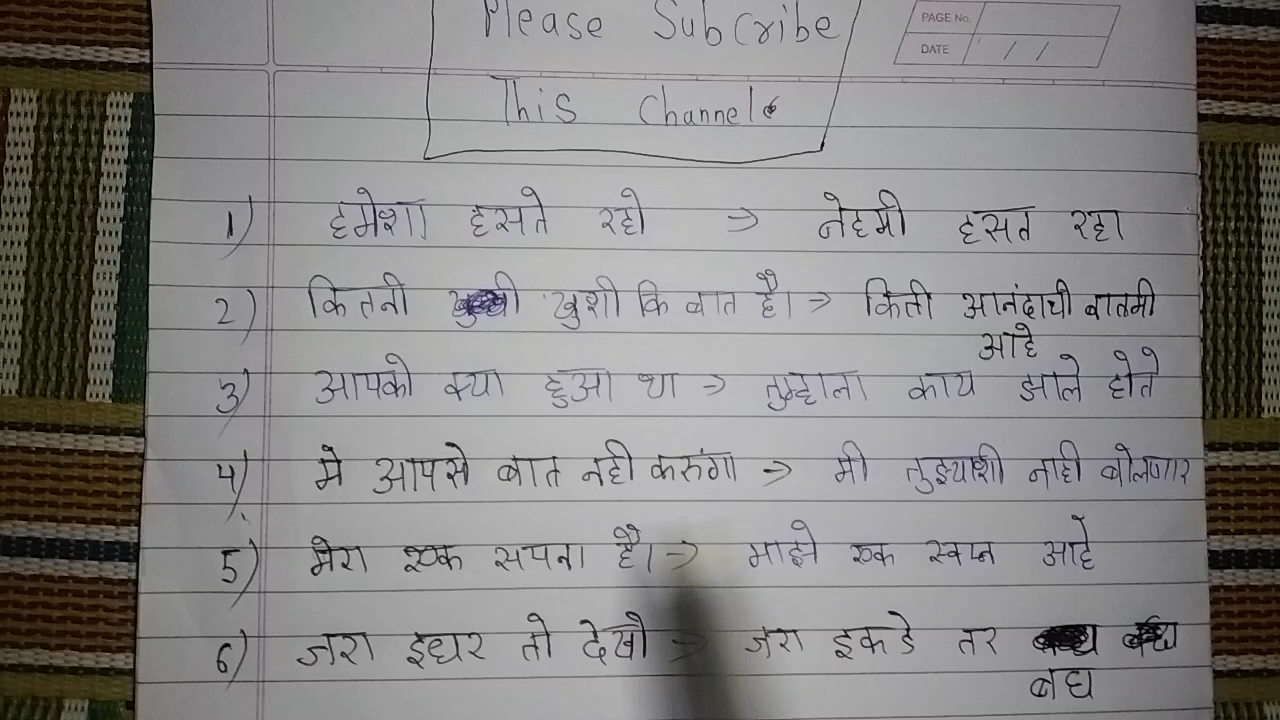 Please Subcribe
This Channel
PAGE No.
DATE / /
1) हमेशा हसते रहो ⇒ नेहमी हसत रहा
2) कितनी खुशी कि बात है। ⇒ किती आनंदाची बातमी
आहे
3) आपको क्या हुआ था ⇒ तुम्हाला काय झाले होते
4) मे आपसे बात नही करुंगा ⇒ मी तुझ्याशी नाही बोलणार
5) मेरा एक सपना है। ⇒ माझे एक स्वप्न आहे
6) जरा इधर तो देखो ⇒ जरा इकडे तर
बघ